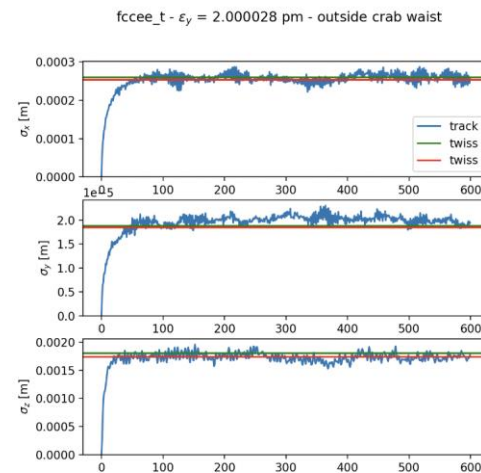 fccee_t - εy = 2.000028 pm - outside crab waist
0.0003
0.0002
0.0001
0.0000
σx [m]
track
twiss
twiss
0 100 200 300 400 500 600
1e-5
2.0
1.5
1.0
0.5
0.0
σy [m]
0 100 200 300 400 500 600
0.0020
0.0015
0.0010
0.0005
0.0000
σz [m]
0 100 200 300 400 500 600